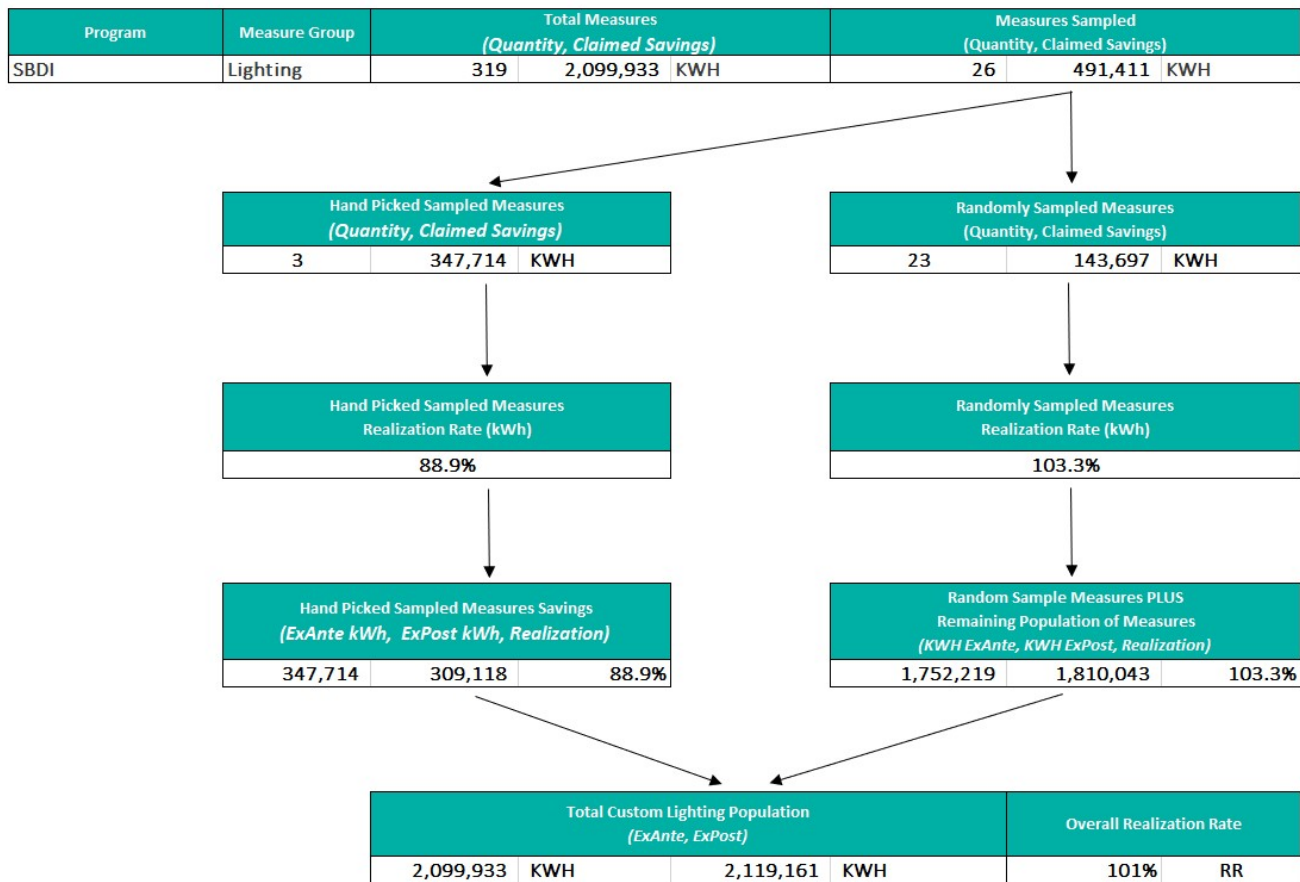 Program Measure Group Total Measures Measures Sampled
(Quantity, Claimed Savings) (Quantity, Claimed Savings)
SBDI Lighting 319 2,099,933 KWH 26 491,411 KWH
Hand Picked Sampled Measures
(Quantity, Claimed Savings)
3 347,714 KWH
Randomly Sampled Measures
(Quantity, Claimed Savings)
23 143,697 KWH
Hand Picked Sampled Measures
Realization Rate (kWh)
88.9%
Randomly Sampled Measures
Realization Rate (kWh)
103.3%
Hand Picked Sampled Measures Savings
(ExAnte kWh, ExPost kWh, Realization)
347,714 309,118 88.9%
Random Sample Measures PLUS
Remaining Population of Measures
(KWH ExAnte, KWH ExPost, Realization)
1,752,219 1,810,043 103.3%
Total Custom Lighting Population
(ExAnte, ExPost)
Overall Realization Rate
2,099,933 KWH 2,119,161 KWH 101% RR